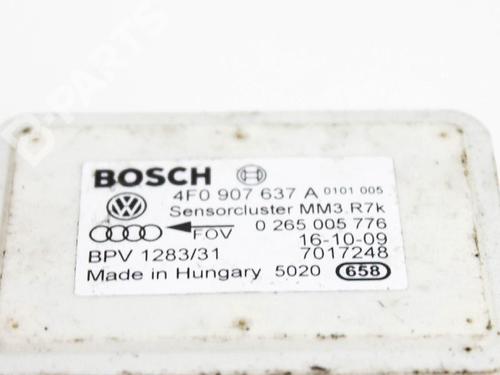 BOSCH
4F0 907 637 A 0101 005
Sensorcluster MM3.R7k
FOV 0 265 005 776
16-10-09
BPV 1283/31 7017248
Made in Hungary 5020 658
B-PARTS